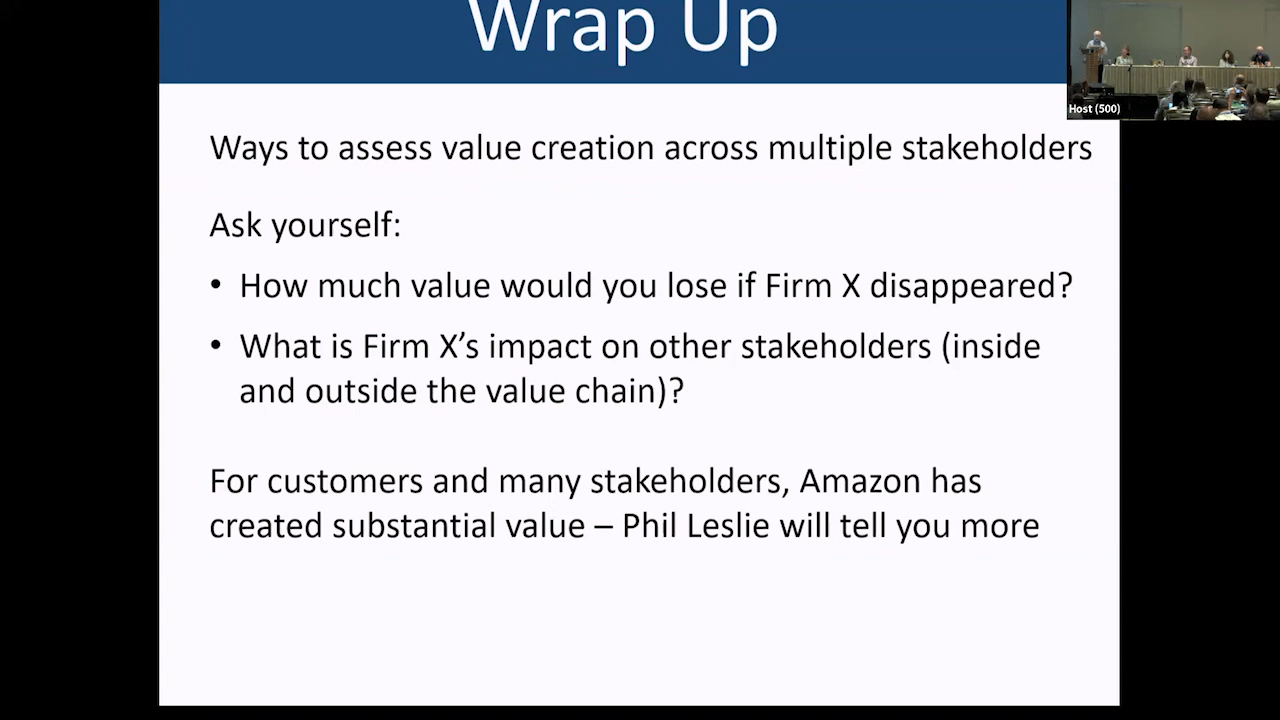 Wrap Up
Host (500)
Ways to assess value creation across multiple stakeholders
Ask yourself:
• How much value would you lose if Firm X disappeared?
• What is Firm X’s impact on other stakeholders (inside
and outside the value chain)?
For customers and many stakeholders, Amazon has
created substantial value – Phil Leslie will tell you more